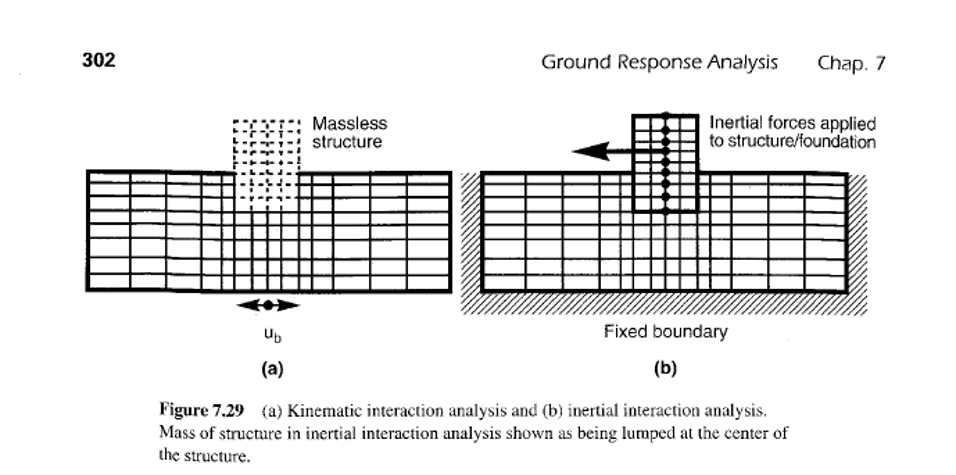 302
Ground Response Analysis Chap. 7
Massless
structure
Inertial forces applied
to structure/foundation
ub
Fixed boundary
(a)
(b)
Figure 7.29 (a) Kinematic interaction analysis and (b) inertial interaction analysis.
Mass of structure in inertial interaction analysis shown as being lumped at the center of
the structure.